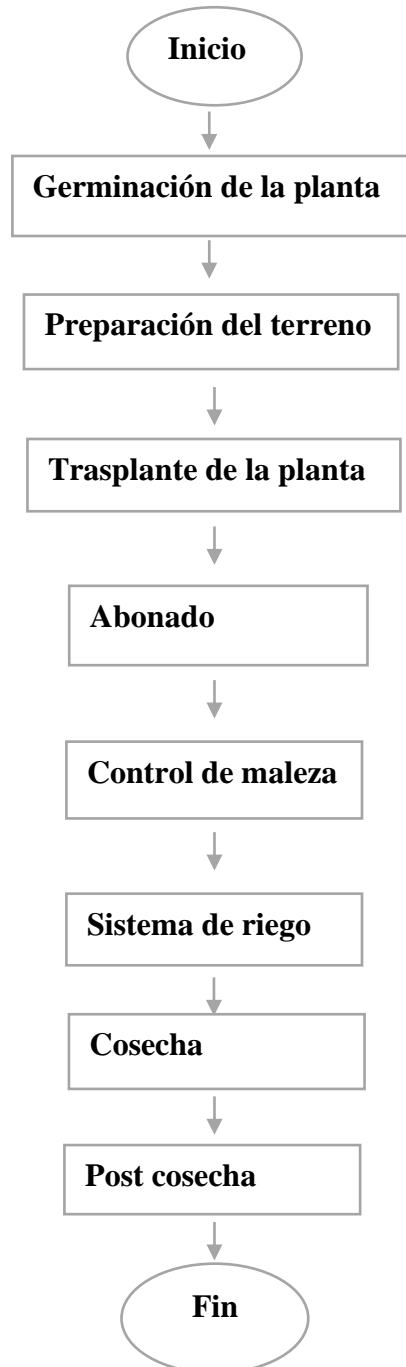 Inicio
Germinación de la planta
Preparación del terreno
Trasplante de la planta
Abonado
Control de maleza
Sistema de riego
Cosecha
Post cosecha
Fin